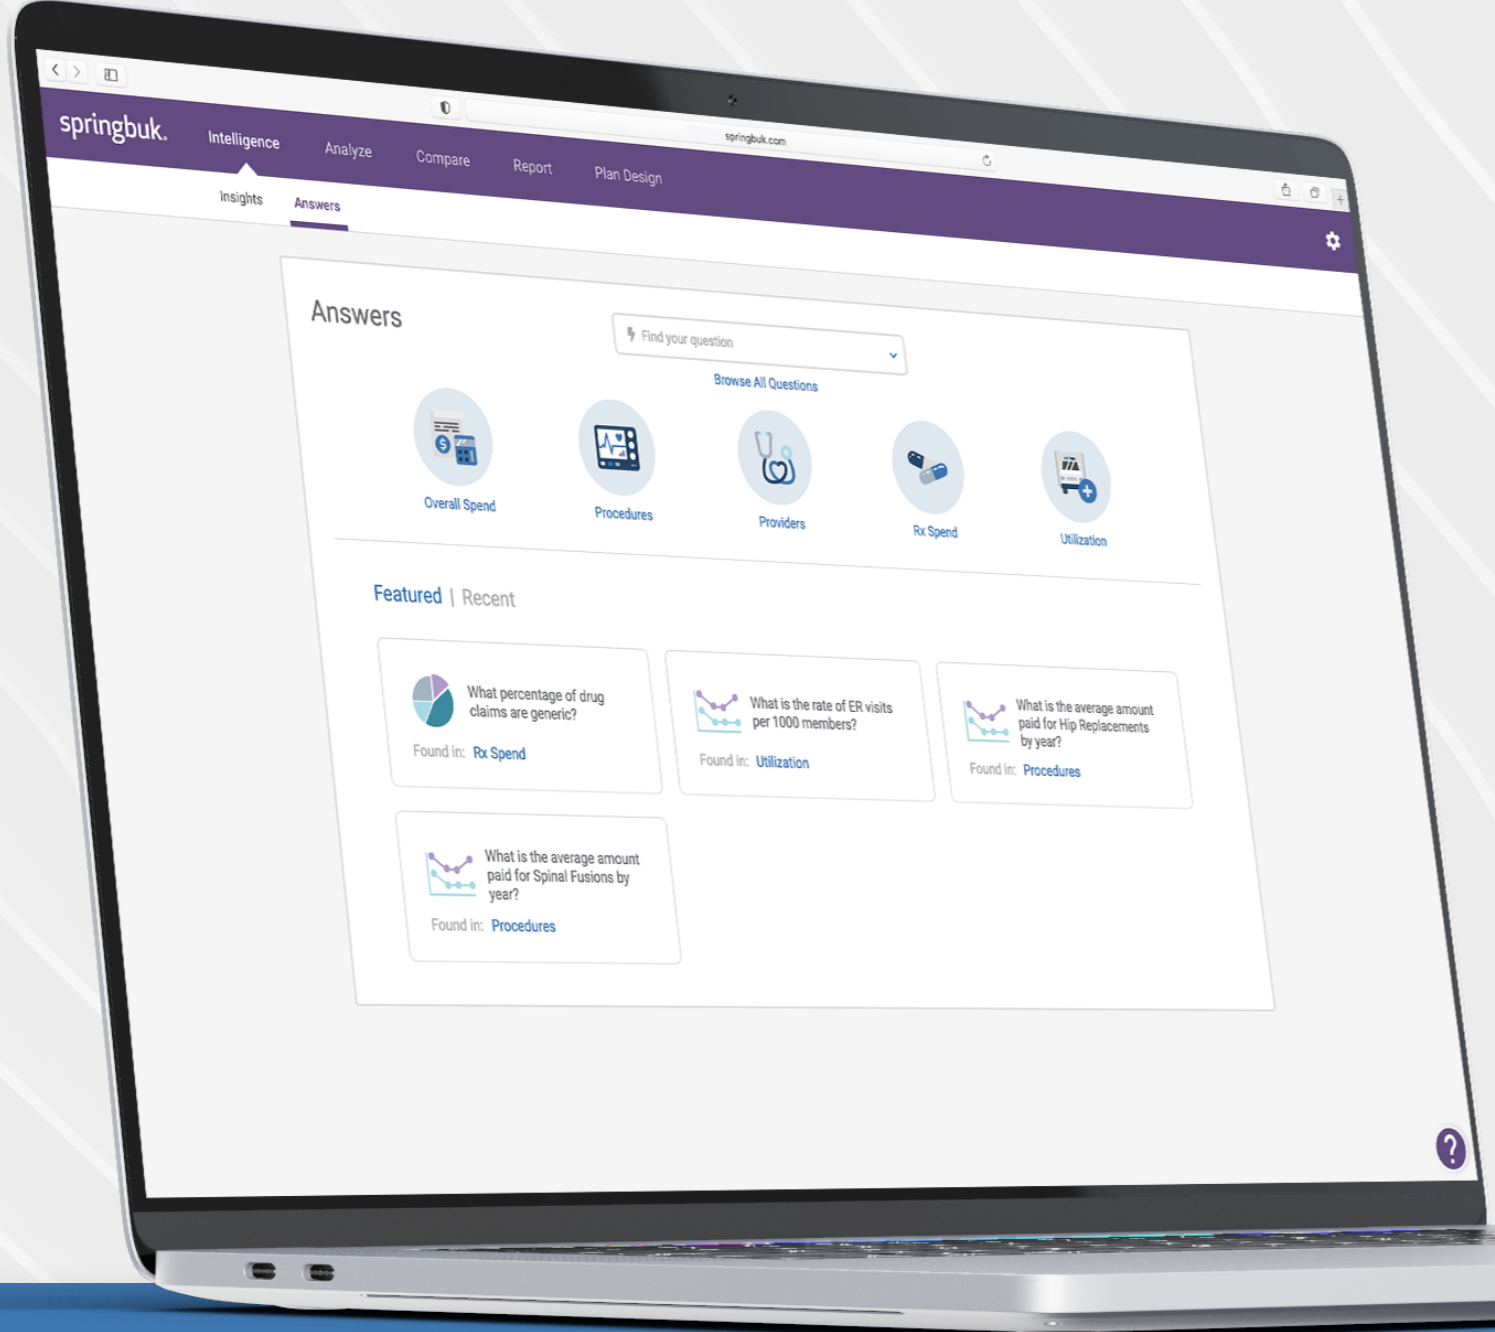 springbuk.com
springbuk.
Intelligence
Analyze
Compare
Report
Plan Design
Insights
Answers
Answers
Find your question
Browse All Questions
Overall Spend
Procedures
Providers
Rx Spend
Utilization
Featured | Recent
What percentage of drug
claims are generic?
Found in: Rx Spend
What is the rate of ER visits
per 1000 members?
Found in: Utilization
What is the average amount
paid for Hip Replacements
by year?
Found in: Procedures
What is the average amount
paid for Spinal Fusions by
year?
Found in: Procedures
?